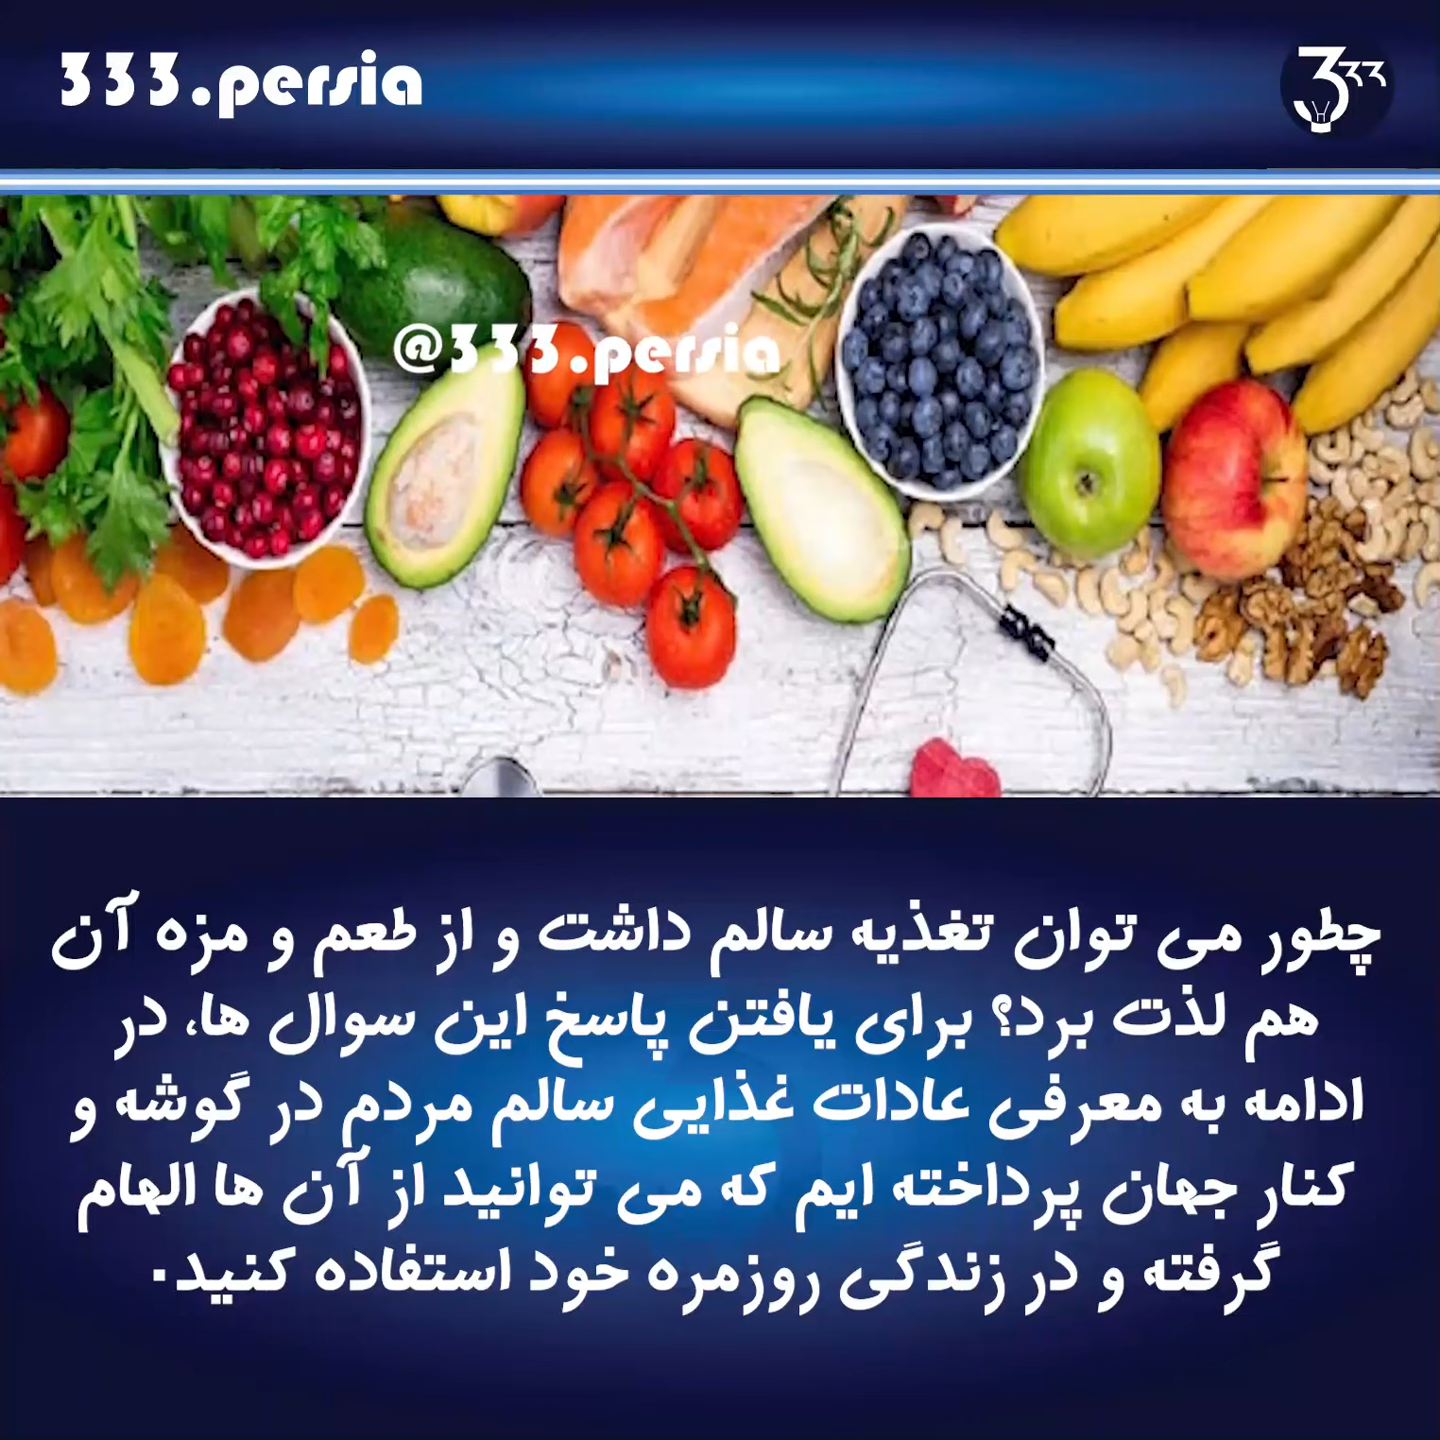 333.persia
333
@333.persia
چطور می توان تغذیه سالم داشت و از طعم و مزه آن
هم لذت برد؟ برای یافتن پاسخ این سوال ها، در
ادامه به معرفی عادات غذایی سالم مردم در گوشه و
کنار جهان پرداخته ایم که می توانید از آن ها الهام
گرفته و در زندگی روزمره خود استفاده کنید.